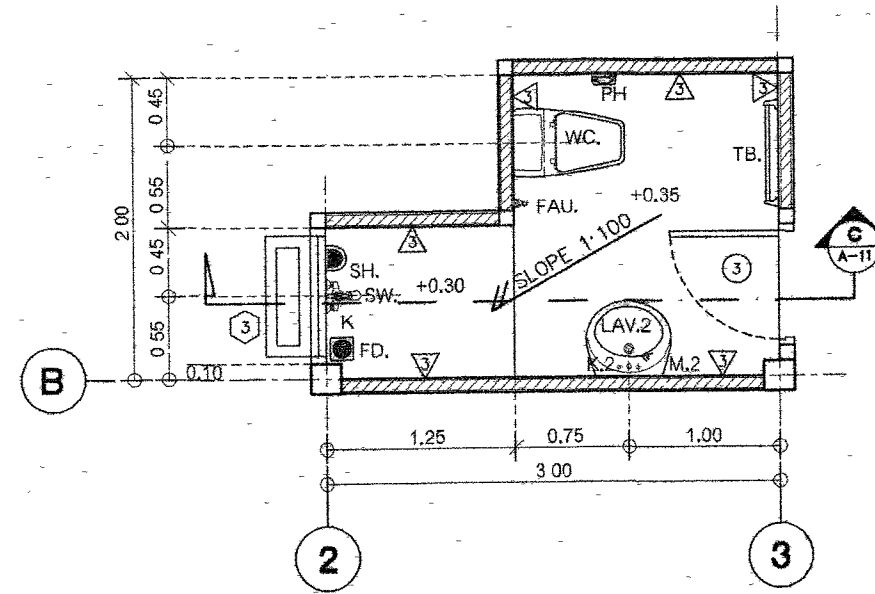 3
PH
3
3
0 45
WC.
TB.
2 00
0 55
FAU.
+0.35
3
SLOPE 1:100
C
A-11
3
0 45
SH.
+0.30
SW.
3
K
LAV.2
0 55
FD.
3
K.2
M.2
3
B
0.10
1.25
0.75
1.00
3 00
2
3